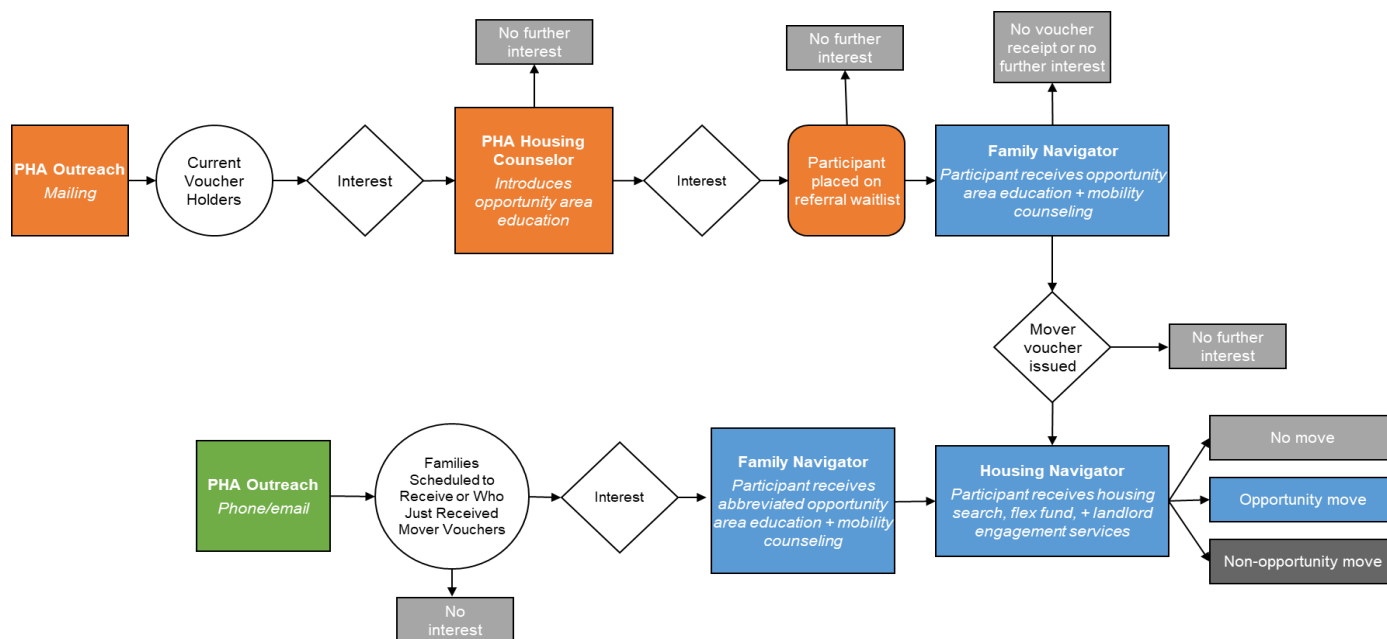 No further
interest
No further
interest
No voucher
receipt or no
further interest
PHA Outreach
Mailing
Current
Voucher
Holders
Interest
PHA Housing
Counselor
Introduces
opportunity area
education
Interest
Participant
placed on
referral waitlist
Family Navigator
Participant receives opportunity
area education + mobility
counseling
Mover
voucher
issued
No further
interest
PHA Outreach
Phone/email
Families
Scheduled to
Receive or Who
Just Received
Mover Vouchers
Interest
Family Navigator
Participant receives
abbreviated opportunity
area education + mobility
counseling
Housing Navigator
Participant receives housing
search, flex fund, + landlord
engagement services
No move
Opportunity move
Non-opportunity move
No
interest